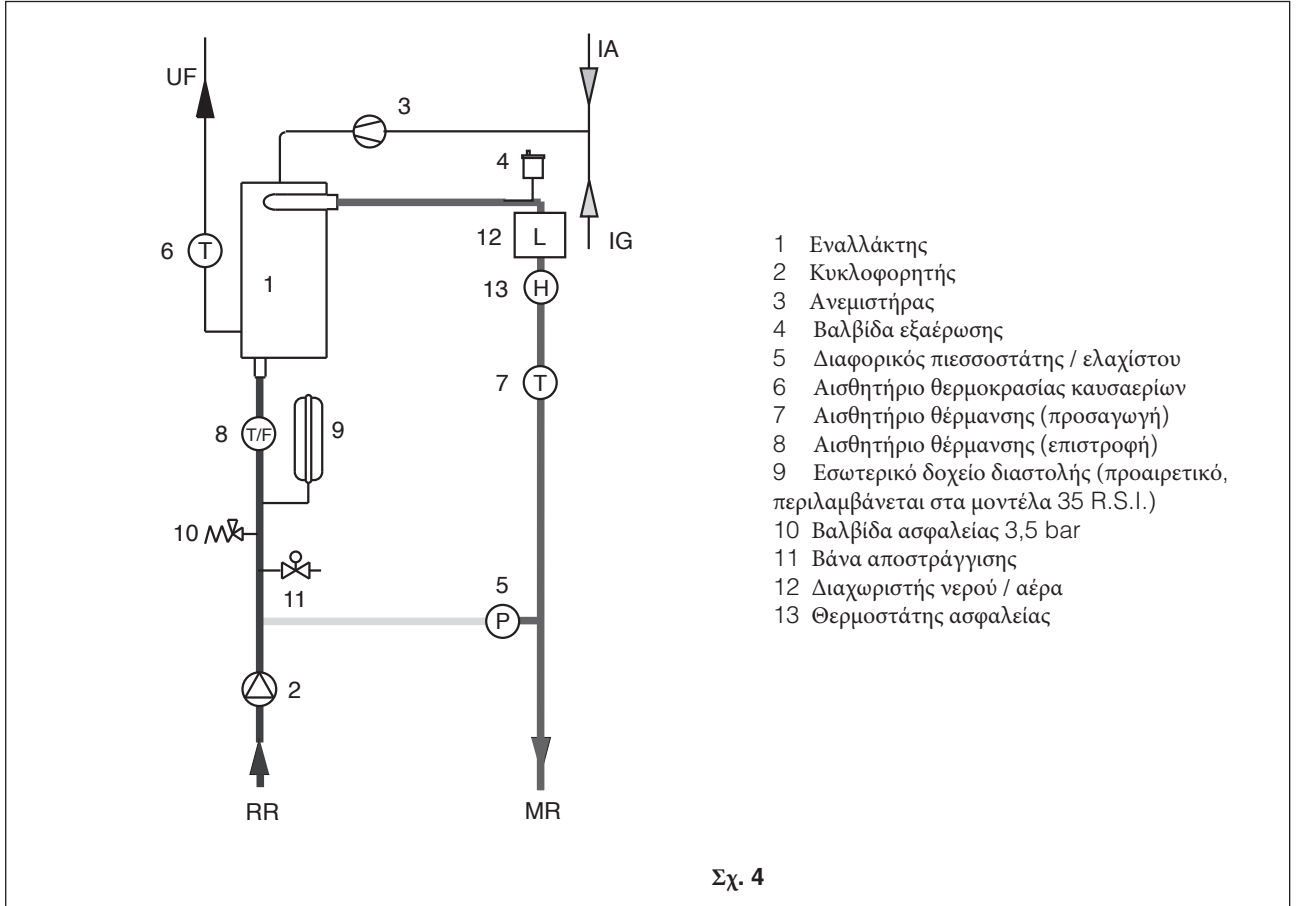 UF
IA
3
4
6 T
1
12 L
IG
13 H
7 T
8 T/F
9
10
11
5
P
2
RR
MR
1 Εναλλάκτης
2 Κυκλοφορητής
3 Ανεμιστήρας
4 Βαλβίδα εξαέρωσης
5 Διαφορικός πιεσσοστάτης / ελαχίστου
6 Αισθητήριο θερμοκρασίας καυσαερίων
7 Αισθητήριο θέρμανσης (προσαγωγή)
8 Αισθητήριο θέρμανσης (επιστροφή)
9 Εσωτερικό δοχείο διαστολής (προαιρετικό,
περιλαμβάνεται στα μοντέλα 35 R.S.I.)
10 Βαλβίδα ασφαλείας 3,5 bar
11 Βάνα αποστράγγισης
12 Διαχωριστής νερού / αέρα
13 Θερμοστάτης ασφαλείας
Σχ. 4